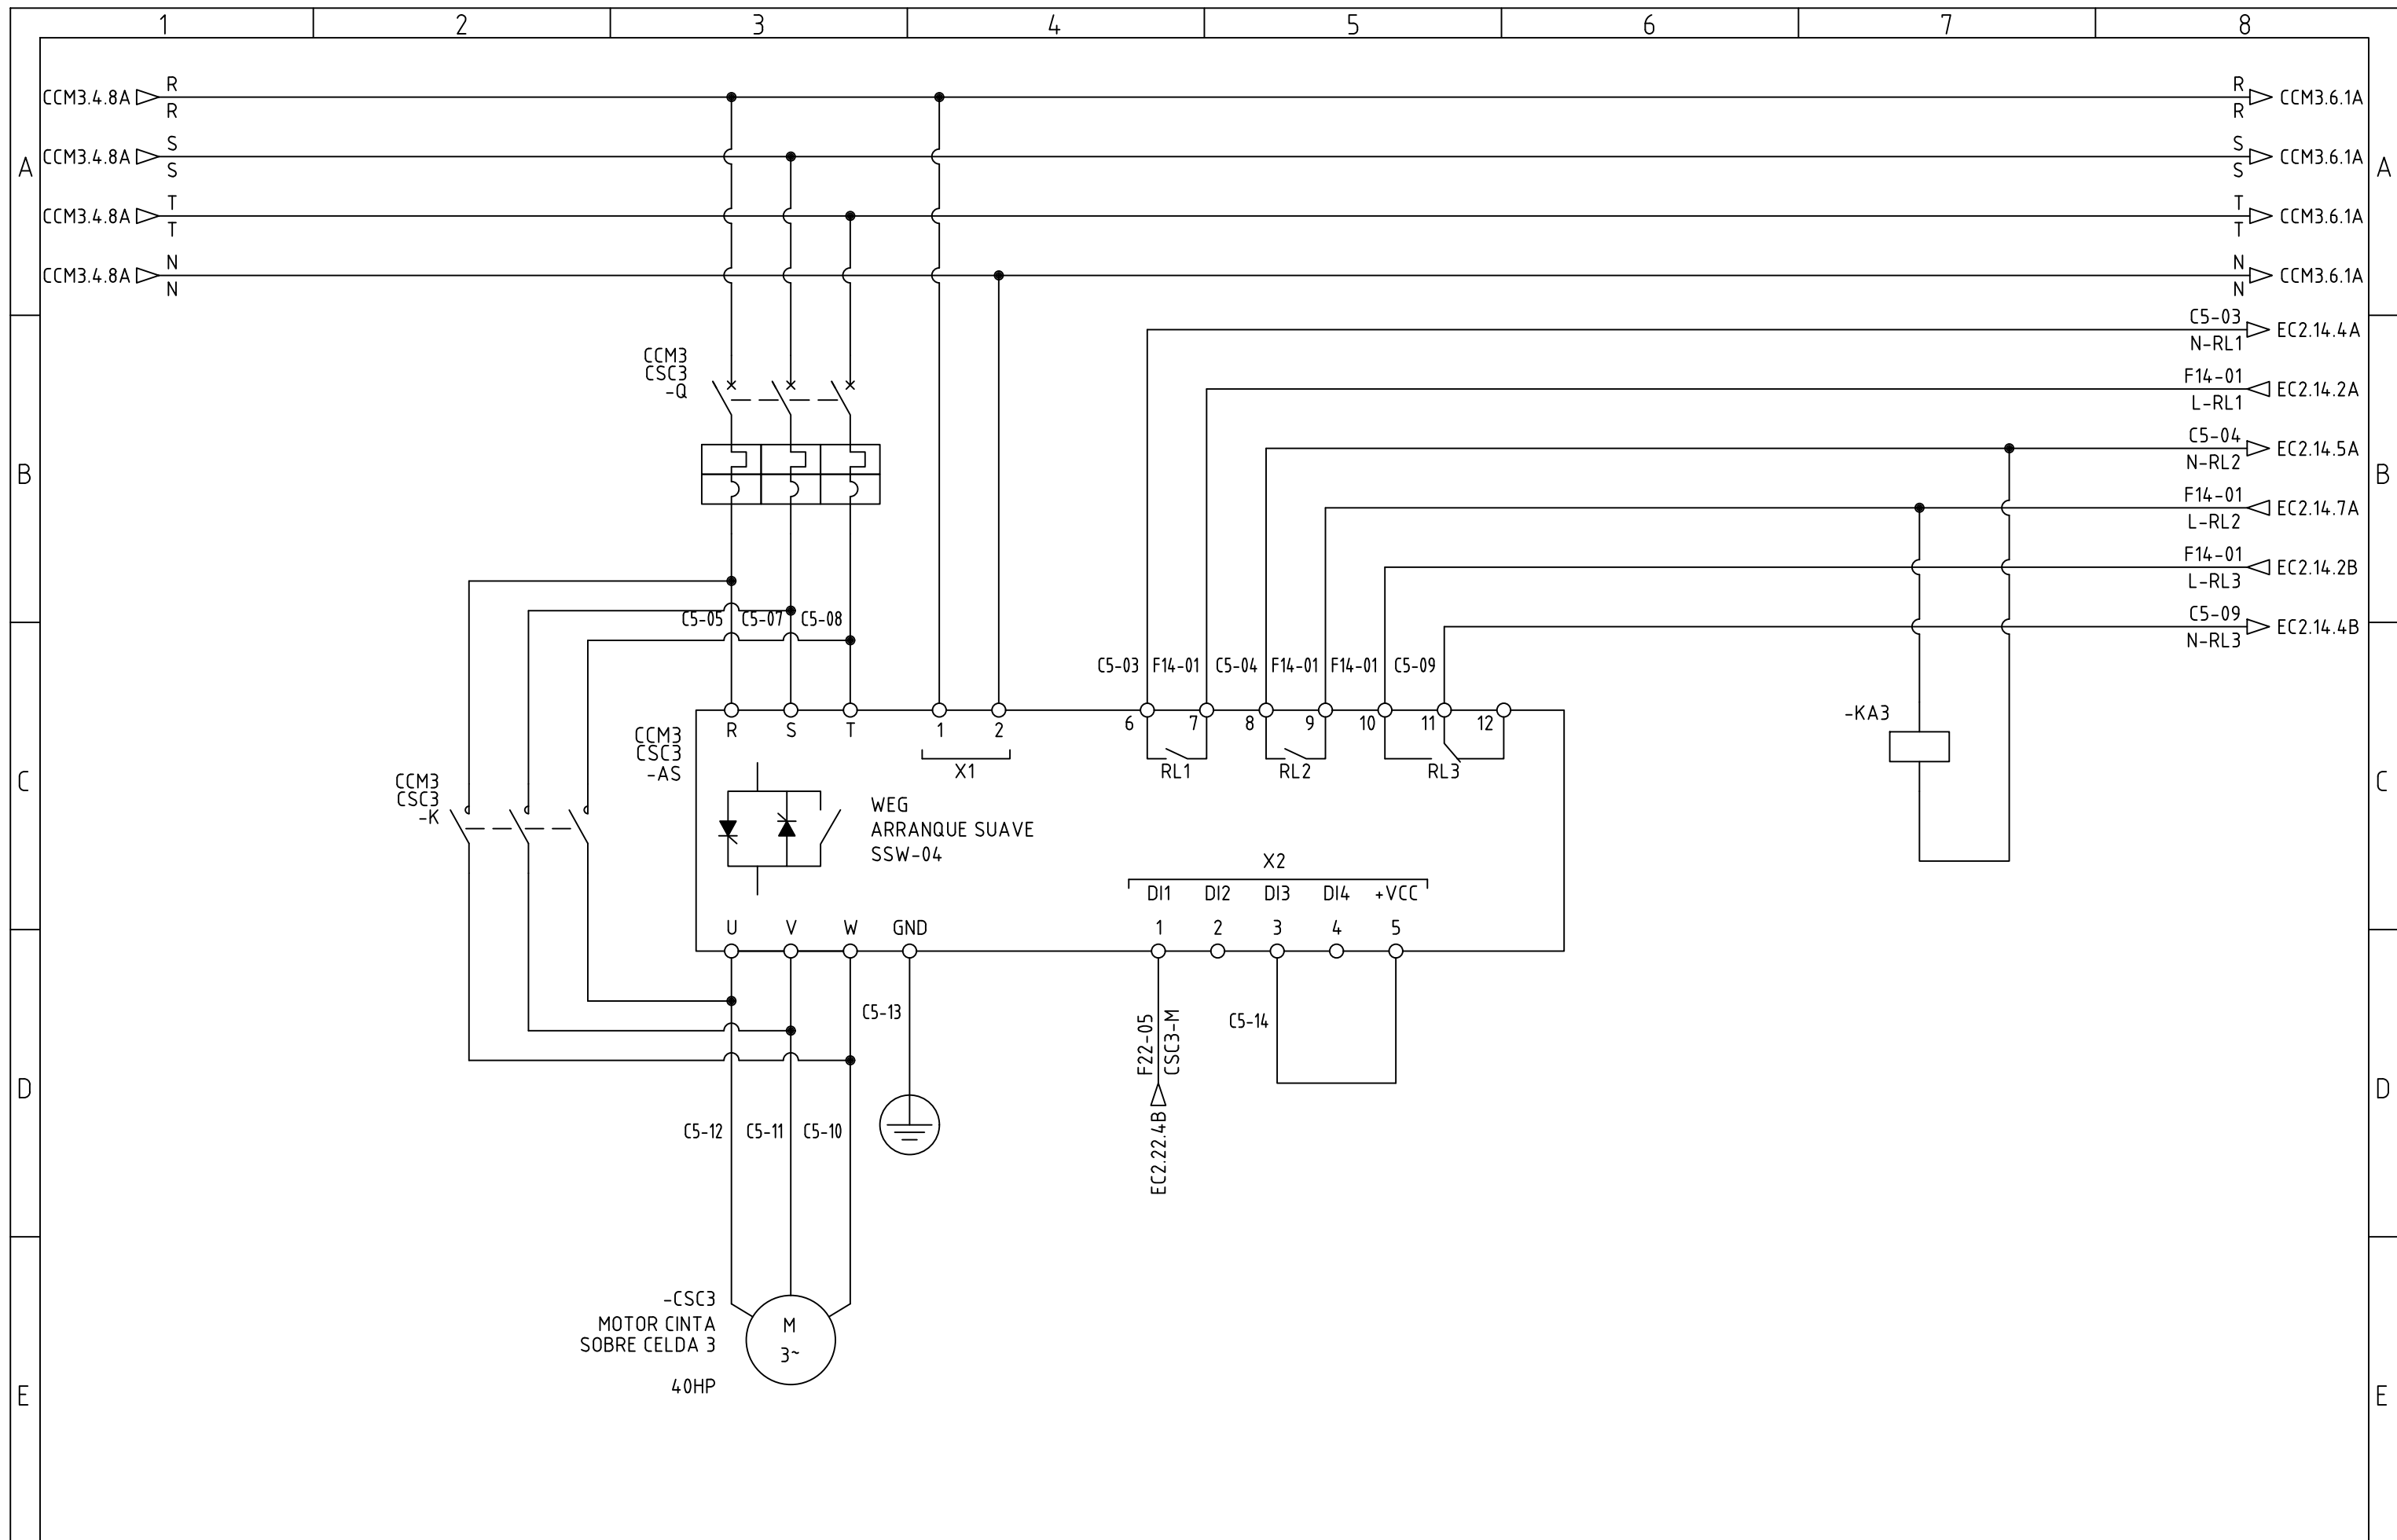 1 2 3 4 5 6 7 8
R R
CCM3.4.8A CCM3.6.1A
R R
S S
CCM3.4.8A CCM3.6.1A
S S
A A
T T
CCM3.4.8A CCM3.6.1A
T T
N N
CCM3.4.8A CCM3.6.1A
N N
C5-03
EC2.14.4A
N-RL1
CCM3
CSC3
-Q
F14-01
EC2.14.2A
L-RL1
C5-04
EC2.14.5A
N-RL2
B B
F14-01
EC2.14.7A
L-RL2
F14-01
EC2.14.2B
L-RL3
C5-09
EC2.14.4B
N-RL3
C5-05 C5-07 C5-08
C5-03 F14-01 C5-04 F14-01 F14-01 C5-09
-KA3
6 7 8 9 10 11 12
R S T 1 2
CCM3
CSC3
-AS
X1 RL1 RL2 RL3
C C
CCM3
CSC3
-K
WEG
ARRANQUE SUAVE
SSW-04
X2
DI1 DI2 DI3 DI4 +VCC
U V W GND 1 2 3 4 5
C5-13
C5-14
F22-05
CSC3-M
EC2.22.4B
D D
C5-12 C5-11 C5-10
-CSC3
MOTOR CINTA
SOBRE CELDA 3
40HP
M
3~
E E